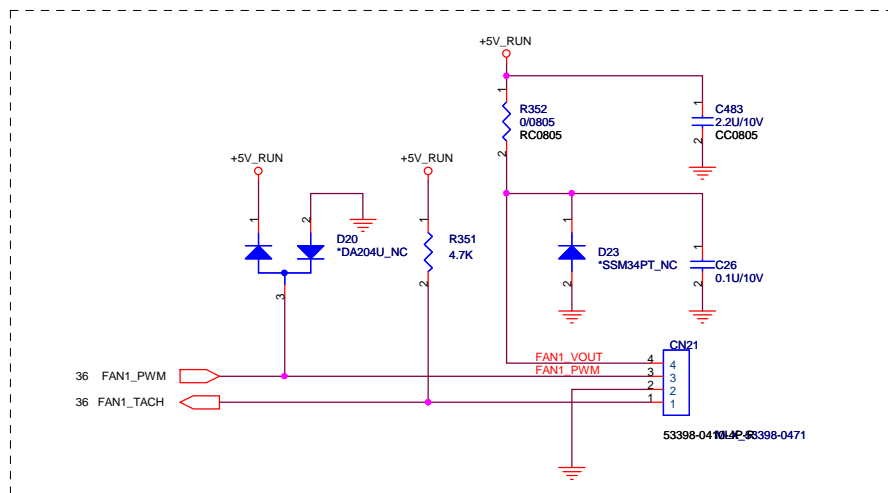 +5V_RUN
1
R352
0/0805
RC0805
2
1
C483
2.2U/10V
CC0805
2
+5V_RUN
+5V_RUN
1
2
D20
*DA204U_NC
3
1
R351
4.7K
2
1
D23
*SSM34PT_NC
2
1
C26
0.1U/10V
2
CN21
FAN1_VOUT
4
4
36 FAN1_PWM
FAN1_PWM
3
3
2
2
36 FAN1_TACH
1
1